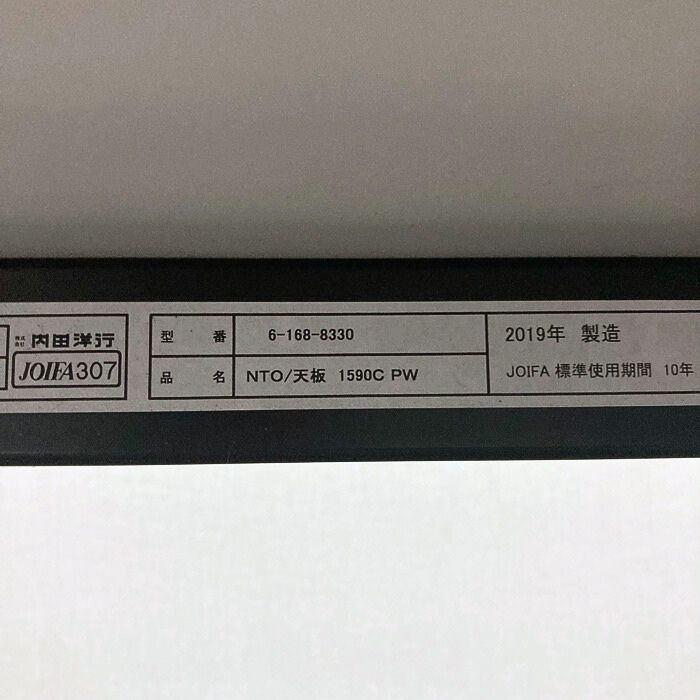 株式会社 内田洋行
JOIFA307
型 番 6-168-8330
品 名 NTO/天板 1590C PW
2019年 製造
JOIFA 標準使用期間 10年